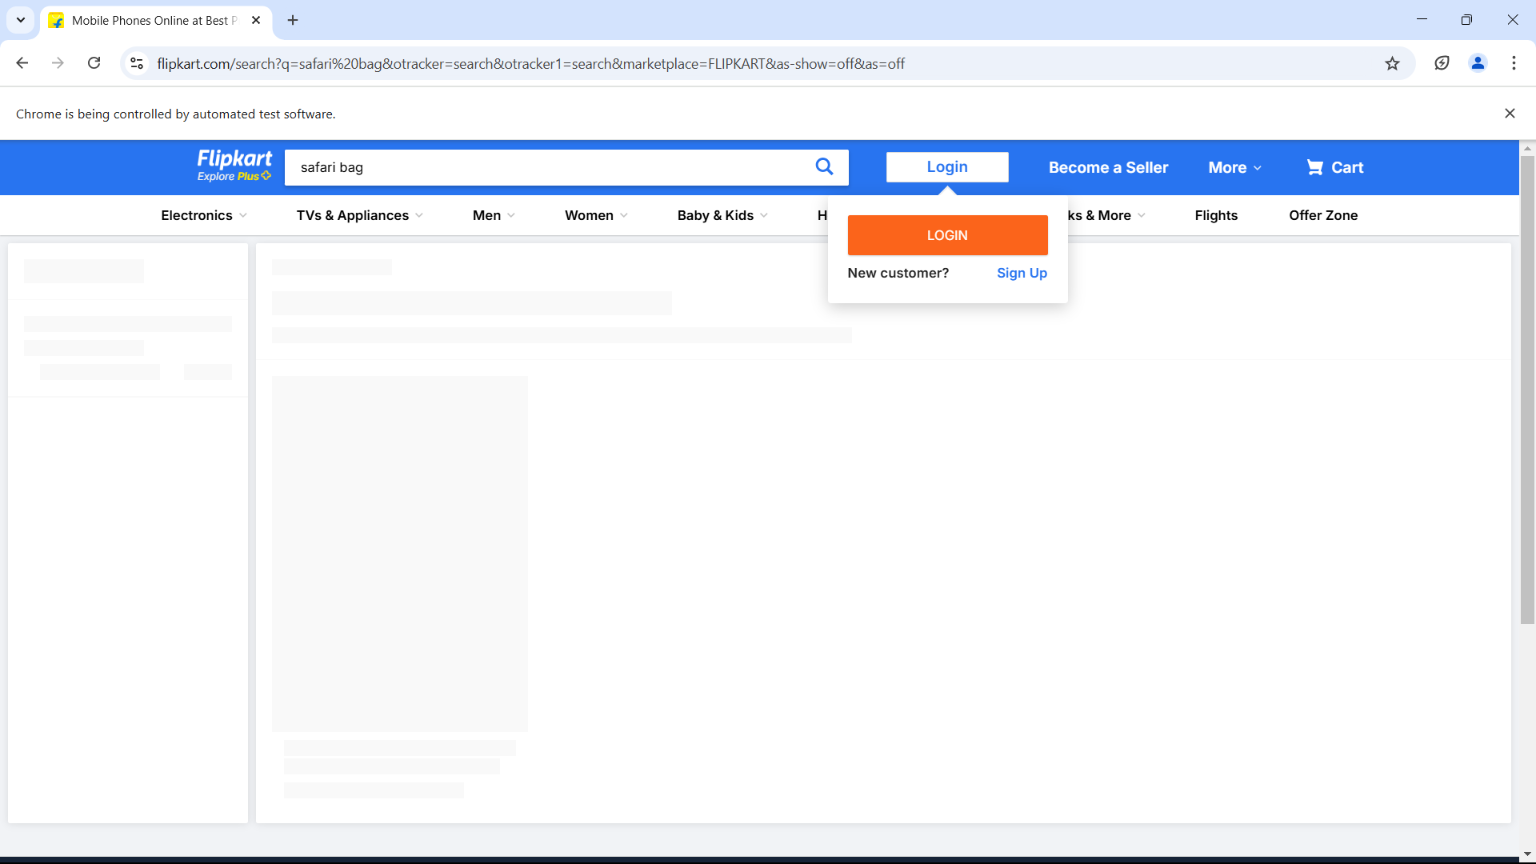 Mobile Phones Online at Best P
flipkart.com/search?q=safari%20bag&otracker=search&otracker1=search&marketplace=FLIPKART&as-show=off&as=off
Chrome is being controlled by automated test software.
Flipkart
Explore Plus
safari bag
Login
Become a Seller
More
Cart
Electronics
TVs & Appliances
Men
Women
Baby & Kids
H
ks & More
Flights
Offer Zone
LOGIN
New customer? Sign Up